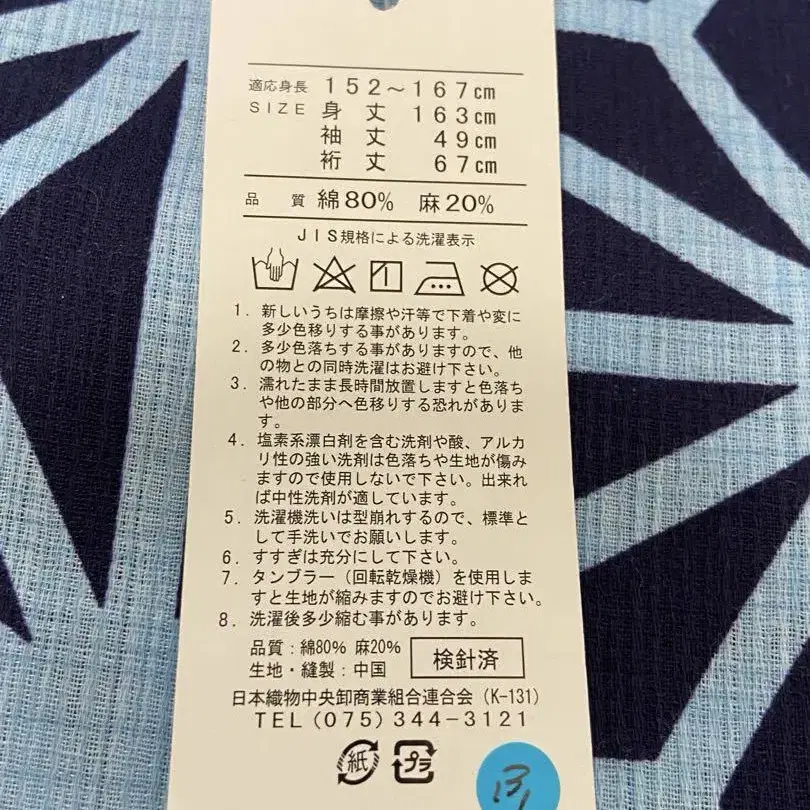 適応身長 152～167cm
SIZE 身丈 163cm
袖丈 49cm
裄丈 67cm
品質 綿80% 麻20%
JIS規格による洗濯表示
1. 新しいうちは摩擦や汗等で下着や変に
多少色移りする事があります。
2. 多少色落ちする事がありますので、他
の物との同時洗濯はお避け下さい。
3. 濡れたまま長時間放置しますと色落ち
や他の部分へ色移りする恐れがありま
す。
4. 塩素系漂白剤を含む洗剤や酸、アルカ
リ性の強い洗剤は色落ちや生地が傷み
ますので使用しないで下さい。出来れ
ば中性洗剤が適しています。
5. 洗濯機洗いは型崩れするので、標準と
して手洗いでお願いします。
6. すすぎは充分にして下さい。
7. タンブラー（回転乾燥機）を使用しま
すと生地が縮みますのでお避け下さい。
8. 洗濯後多少縮む事があります。
品質：綿80% 麻20%
生地・縫製：中国
検針済
日本織物中央卸商業組合連合会（K-131）
TEL（075）344-3121
紙 プラ